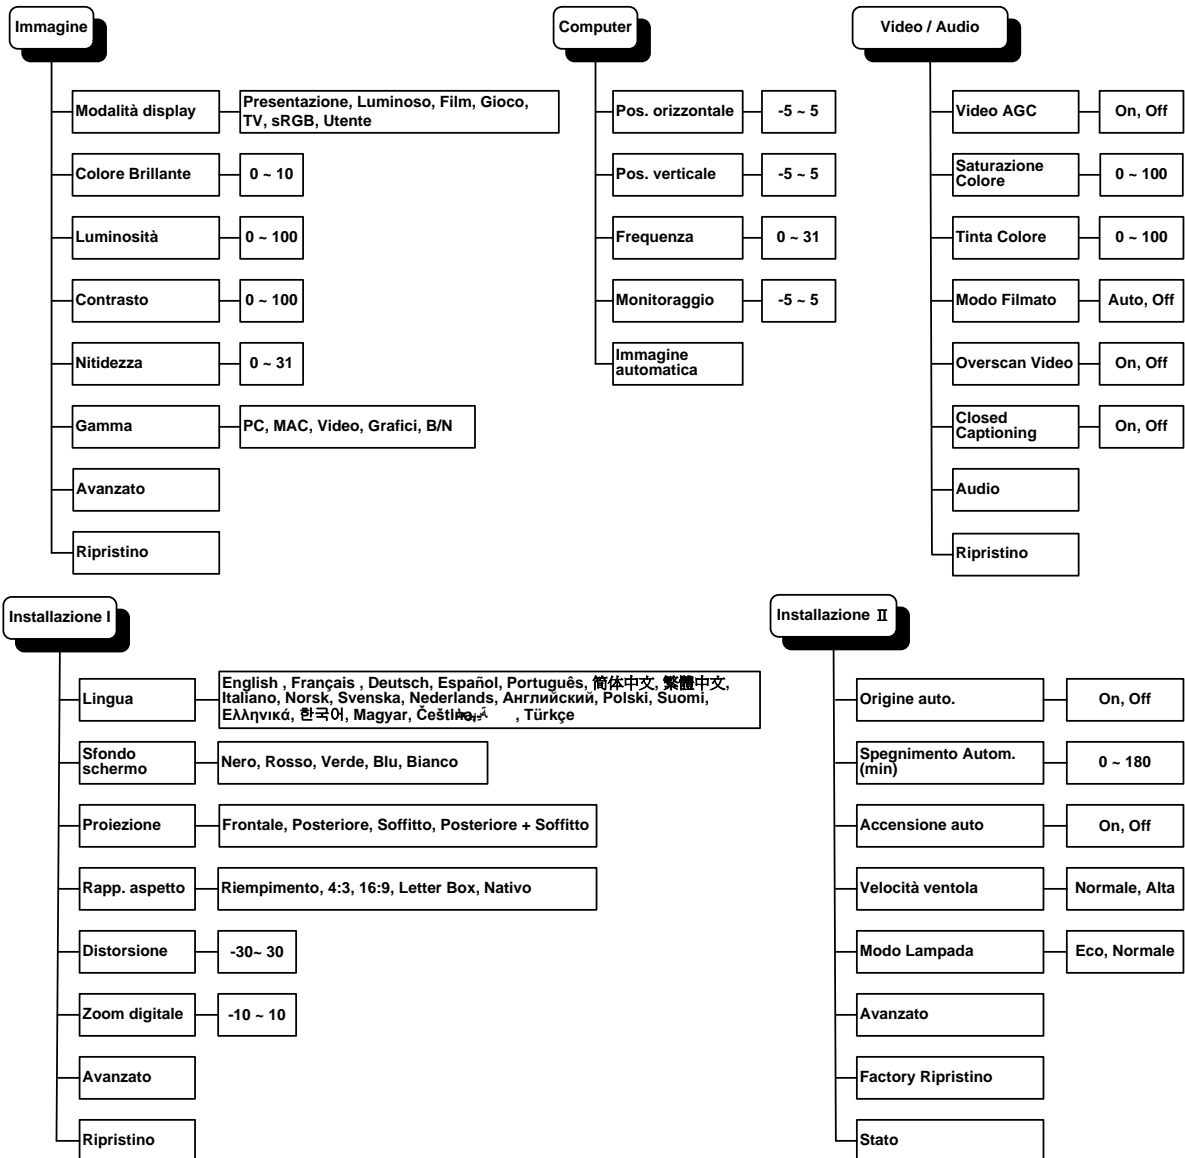 Immagine
Modalità display
Presentazione, Luminoso, Film, Gioco,
TV, sRGB, Utente
Colore Brillante
0 ~ 10
Luminosità
0 ~ 100
Contrasto
0 ~ 100
Nitidezza
0 ~ 31
Gamma
PC, MAC, Video, Grafici, B/N
Avanzato
Ripristino
Computer
Pos. orizzontale
-5 ~ 5
Pos. verticale
-5 ~ 5
Frequenza
0 ~ 31
Monitoraggio
-5 ~ 5
Immagine
automatica
Video / Audio
Video AGC
On, Off
Saturazione
Colore
0 ~ 100
Tinta Colore
0 ~ 100
Modo Filmato
Auto, Off
Overscan Video
On, Off
Closed
Captioning
On, Off
Audio
Ripristino
Installazione I
Lingua
English , Français , Deutsch, Español, Português, 简体中文, 繁體中文,
Italiano, Norsk, Svenska, Nederlands, Английский, Polski, Suomi,
Ελληνικά, 한국어, Magyar, Čeština, , Türkçe
Sfondo
schermo
Nero, Rosso, Verde, Blu, Bianco
Proiezione
Frontale, Posteriore, Soffitto, Posteriore + Soffitto
Rapp. aspetto
Riempimento, 4:3, 16:9, Letter Box, Nativo
Distorsione
-30~ 30
Zoom digitale
-10 ~ 10
Avanzato
Ripristino
Installazione Ⅱ
Origine auto.
On, Off
Spegnimento Autom.
(min)
0 ~ 180
Accensione auto
On, Off
Velocità ventola
Normale, Alta
Modo Lampada
Eco, Normale
Avanzato
Factory Ripristino
Stato